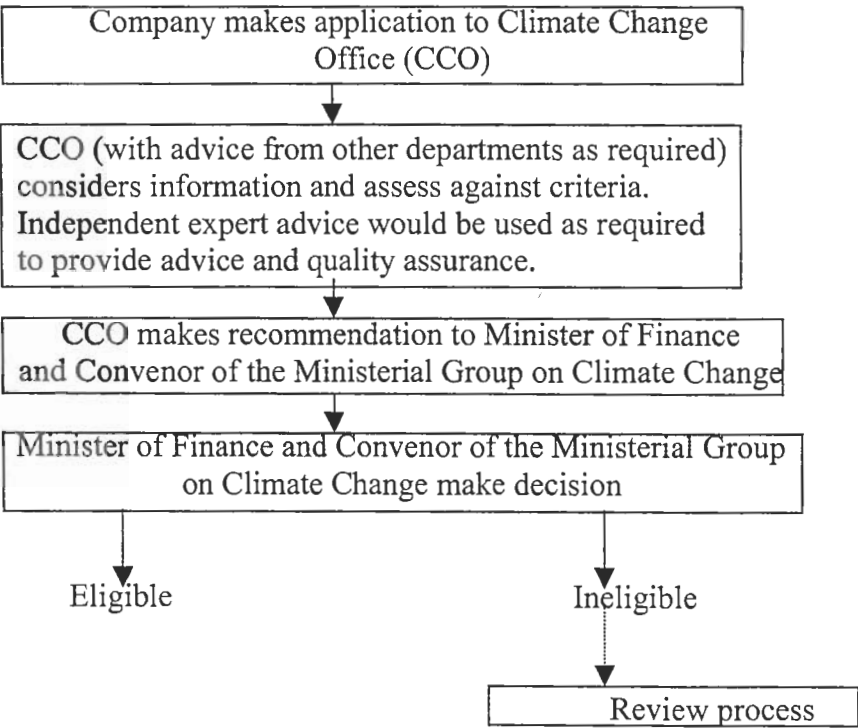 Company makes application to Climate Change
Office (CCO)
CCO (with advice from other departments as required)
considers information and assess against criteria.
Independent expert advice would be used as required
to provide advice and quality assurance.
CCO makes recommendation to Minister of Finance
and Convenor of the Ministerial Group on Climate Change
Minister of Finance and Convenor of the Ministerial Group
on Climate Change make decision
Eligible
Ineligible
Review process